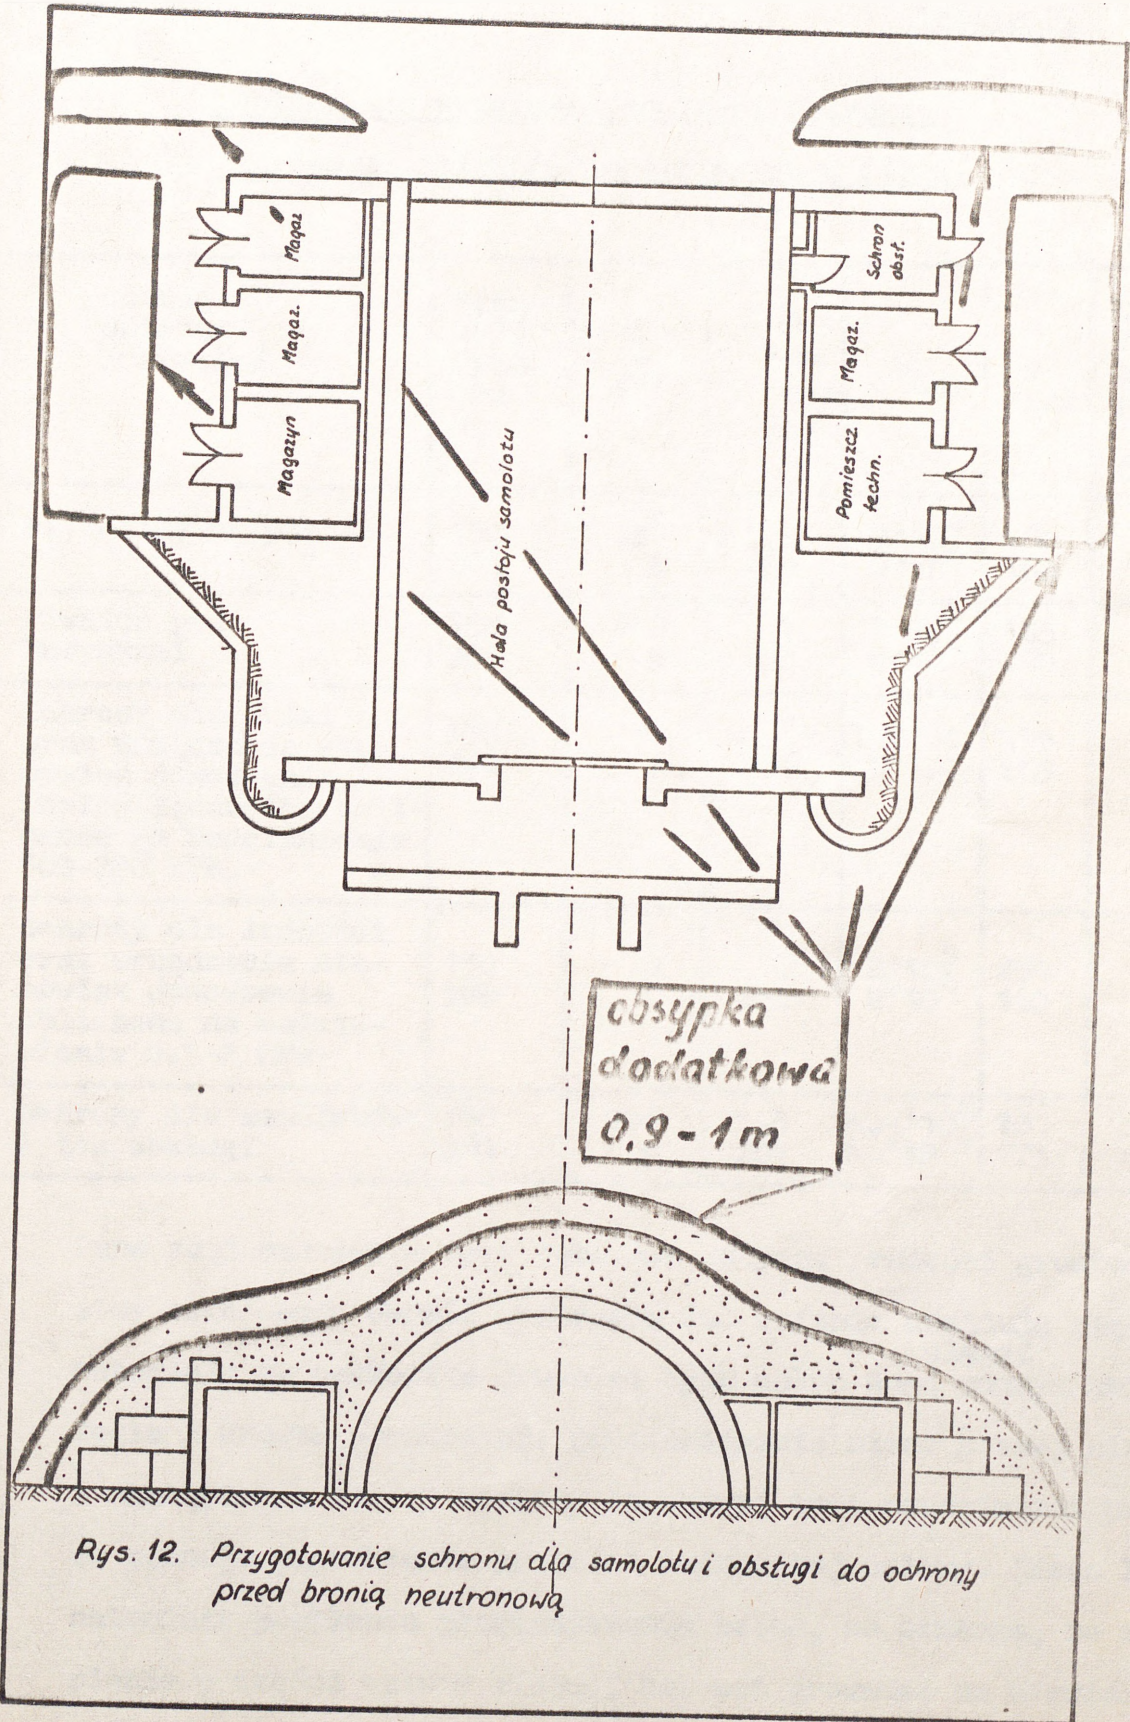 Magaz
Magaz.
Magazyn
Hala postoju samolotu
Schron
obsł.
Magaz.
Pomieszcz
techn.
obsypka
dodatkowa
0,9-1m
Rys. 12. Przygotowanie schronu dla samolotu i obsługi do ochrony
przed bronią neutronową